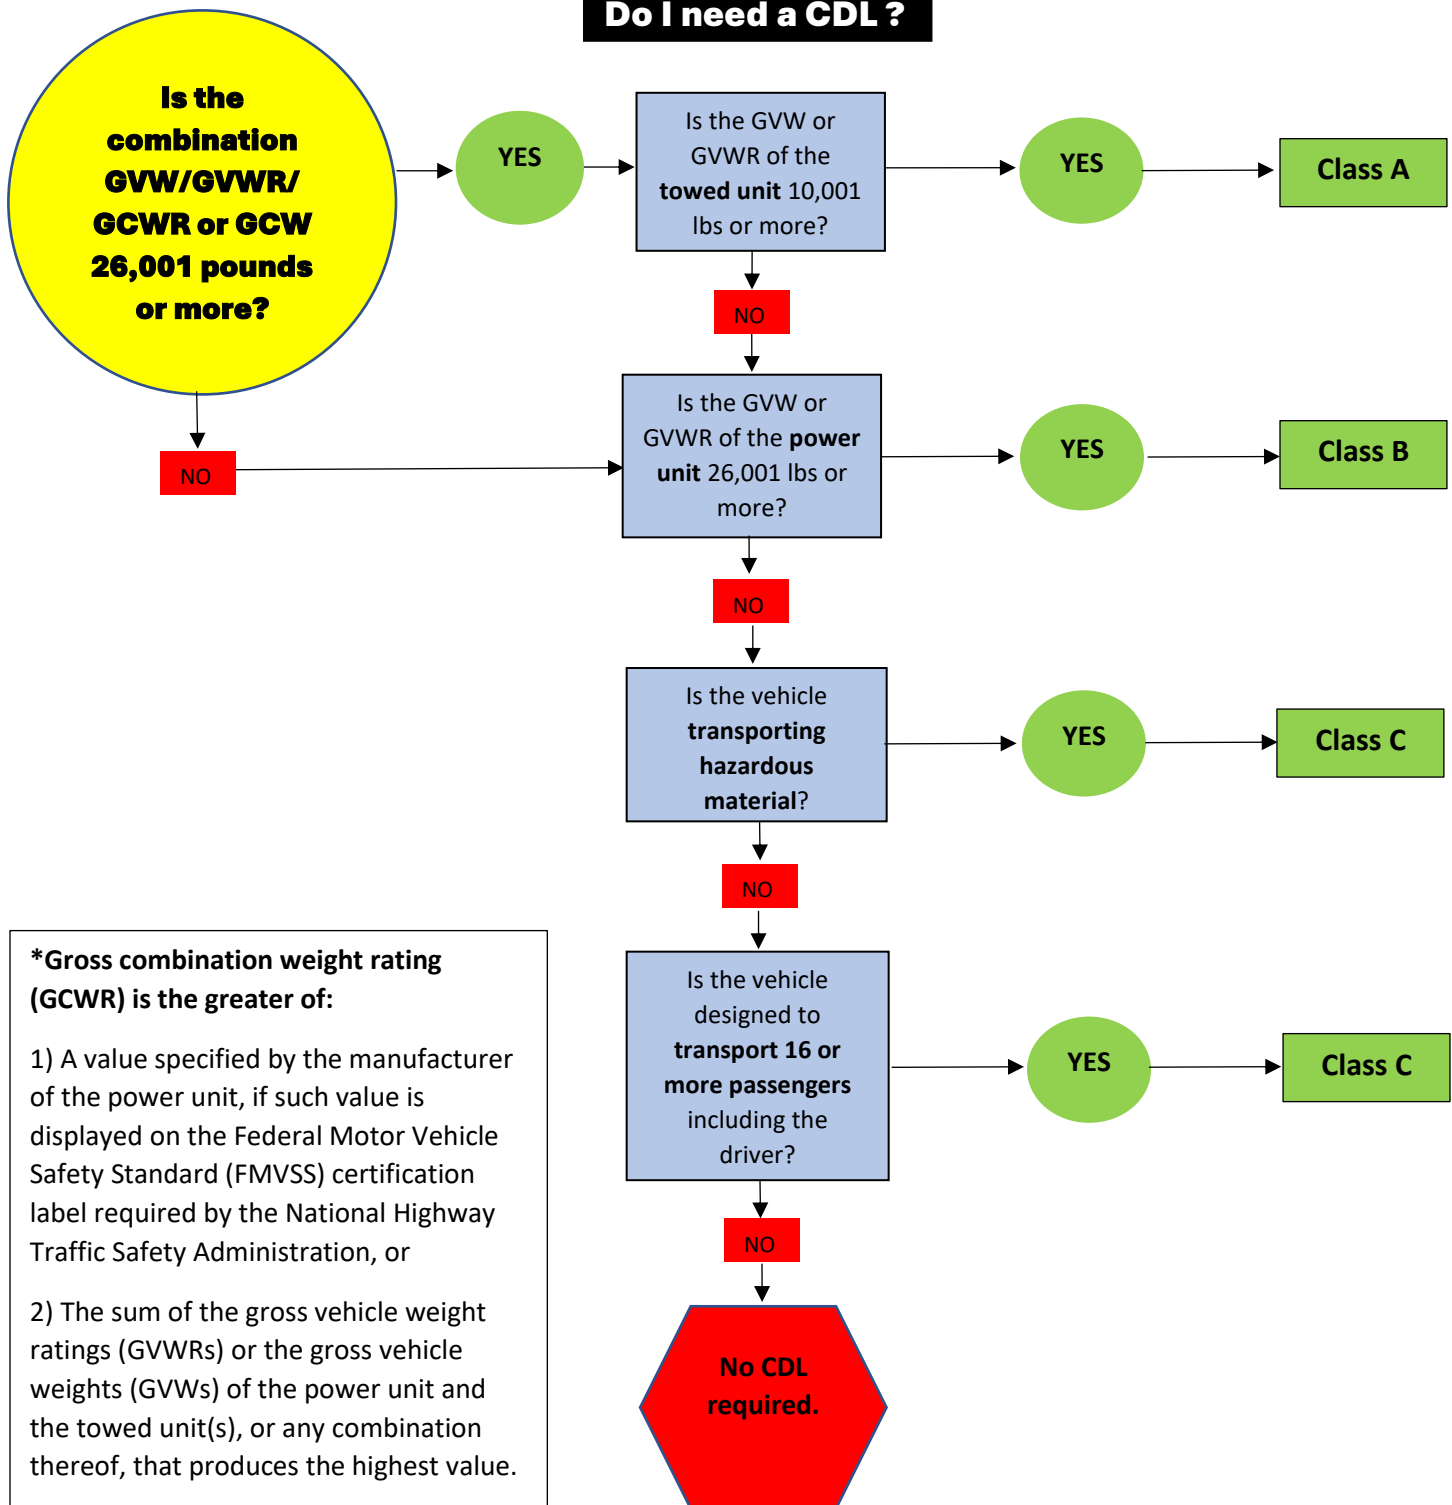 Do I need a CDL ?
Is the
combination
GVW/GVWR/
GCWR or GCW
26,001 pounds
or more?
YES
Is the GVW or
GVWR of the
towed unit 10,001
lbs or more?
YES
Class A
NO
NO
Is the GVW or
GVWR of the power
unit 26,001 lbs or
more?
YES
Class B
NO
Is the vehicle
transporting
hazardous
material?
YES
Class C
NO
Is the vehicle
designed to
transport 16 or
more passengers
including the
driver?
YES
Class C
NO
No CDL
required.
*Gross combination weight rating
(GCWR) is the greater of:
1) A value specified by the manufacturer
of the power unit, if such value is
displayed on the Federal Motor Vehicle
Safety Standard (FMVSS) certification
label required by the National Highway
Traffic Safety Administration, or
2) The sum of the gross vehicle weight
ratings (GVWRs) or the gross vehicle
weights (GVWs) of the power unit and
the towed unit(s), or any combination
thereof, that produces the highest value.